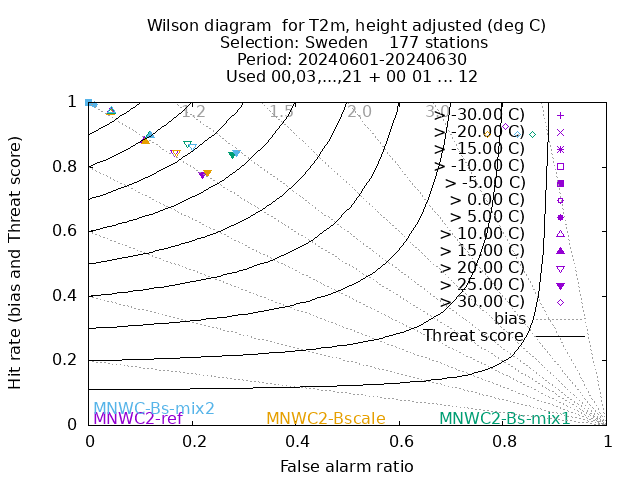 Wilson diagram  for T2m, height adjusted (deg C)
Selection: Sweden    177 stations
Period: 20240601-20240630
Used 00,03,...,21 + 00 01 ... 12
Hit rate (bias and Threat score)
1
0.8
0.6
0.4
0.2
0
1.2
1.5
2.0
3.0
> -30.00 C)
> -20.00 C)
> -15.00 C)
> -10.00 C)
> -5.00 C)
> 0.00 C)
> 5.00 C)
> 10.00 C)
> 15.00 C)
> 20.00 C)
> 25.00 C)
> 30.00 C)
bias
Threat score
MNWC-Bs-mix2
MNWC2-ref
MNWC2-Bscale
MNWC2-Bs-mix1
0
0.2
0.4
0.6
0.8
1
False alarm ratio